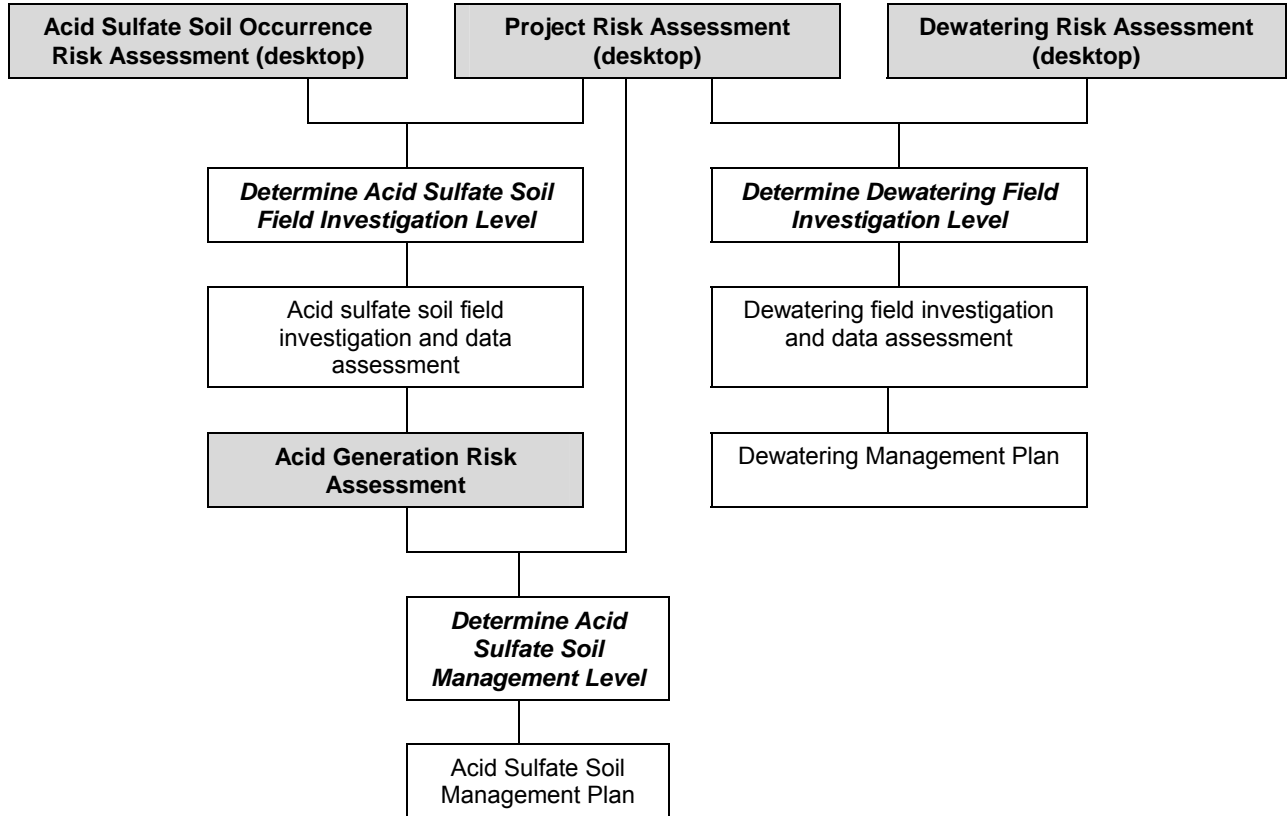 Acid Sulfate Soil Occurrence
Risk Assessment (desktop)
Project Risk Assessment
(desktop)
Dewatering Risk Assessment
(desktop)
Determine Acid Sulfate Soil
Field Investigation Level
Determine Dewatering Field
Investigation Level
Acid sulfate soil field
investigation and data
assessment
Dewatering field investigation
and data assessment
Acid Generation Risk
Assessment
Dewatering Management Plan
Determine Acid
Sulfate Soil
Management Level
Acid Sulfate Soil
Management Plan